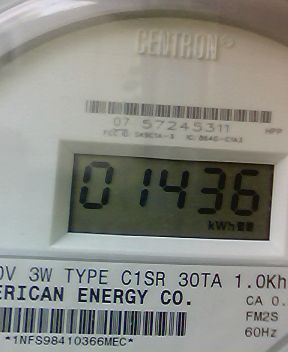 CENTRON®
07 57245311
HPP
01436
kWh
0V 3W TYPE C1SR 30TA 1.0Kh
ERICAN ENERGY CO.
CA 0.
FM2S
60Hz
*1NFS98410366MEC*